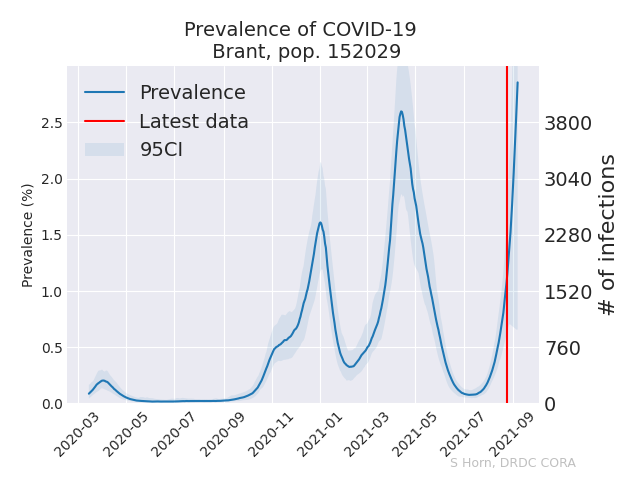 Prevalence of COVID-19
Brant, pop. 152029
Prevalence
Latest data
95CI
Prevalence (%)
2.5
2.0
1.5
1.0
0.5
0.0
3800
3040
2280
1520
760
0
# of infections
2020-03
2020-05
2020-07
2020-09
2020-11
2021-01
2021-03
2021-05
2021-07
2021-09
S Horn, DRDC CORA